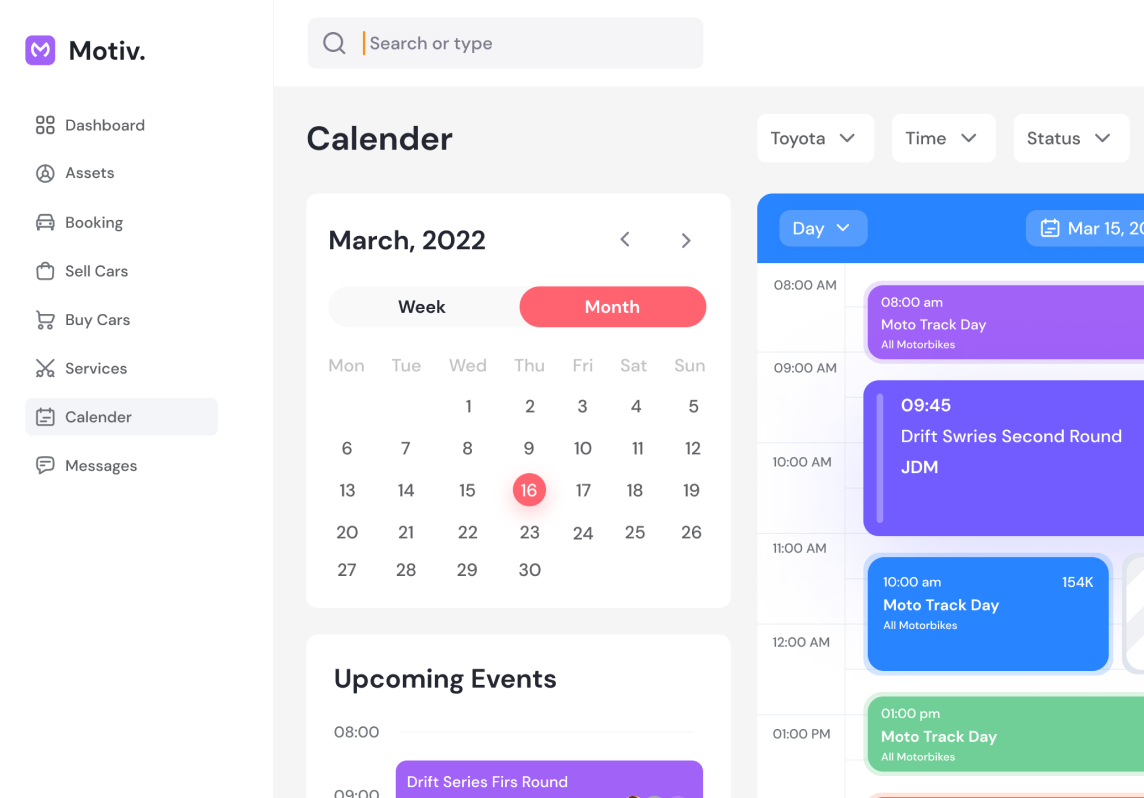 Motiv.
Search or type
Dashboard
Assets
Booking
Sell Cars
Buy Cars
Services
Calender
Messages
Calender
Toyota
Time
Status
March, 2022
Week
Month
Mon Tue Wed Thu Fri Sat Sun
1 2 3 4 5
6 7 8 9 10 11 12
13 14 15 16 17 18 19
20 21 22 23 24 25 26
27 28 29 30
Upcoming Events
08:00
09:00
Drift Series Firs Round
Day
Mar 15, 20
08:00 AM
08:00 am
Moto Track Day
All Motorbikes
09:00 AM
09:45
Drift Swries Second Round
JDM
10:00 AM
11:00 AM
10:00 am 154K
Moto Track Day
All Motorbikes
12:00 AM
01:00 pm
Moto Track Day
All Motorbikes
01:00 PM